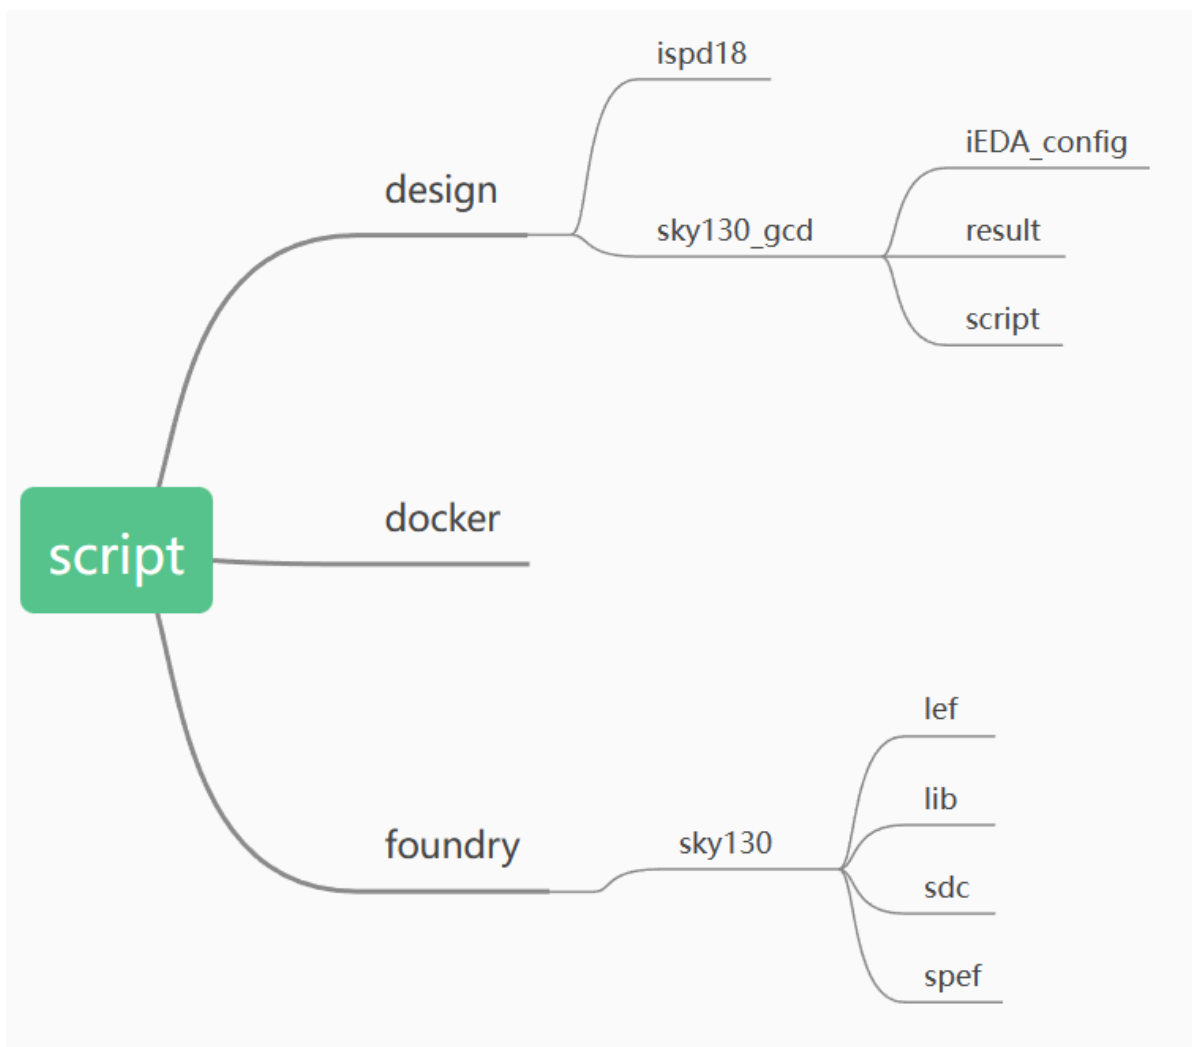 script
design
ispd18
sky130_gcd
iEDA_config
result
script
docker
foundry
sky130
lef
lib
sdc
spef